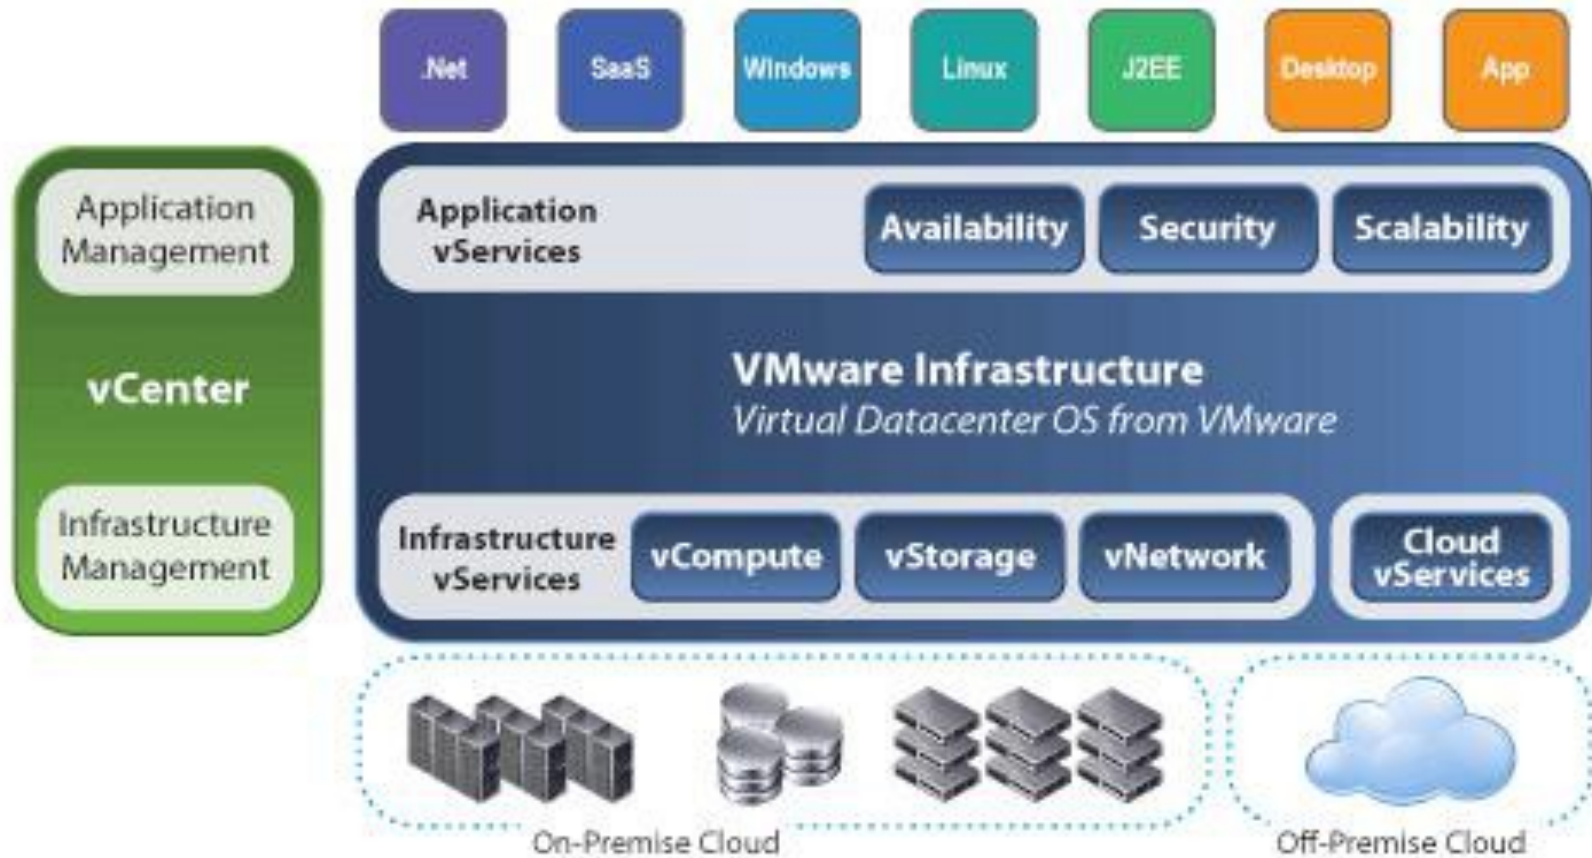 .Net
SaaS
Windows
Linux
J2EE
Desktop
App
Application
Management
vCenter
Infrastructure
Management
Application
vServices
Availability
Security
Scalability
VMware Infrastructure
Virtual Datacenter OS from VMware
Infrastructure
vServices
vCompute
vStorage
vNetwork
Cloud
vServices
On-Premise Cloud
Off-Premise Cloud